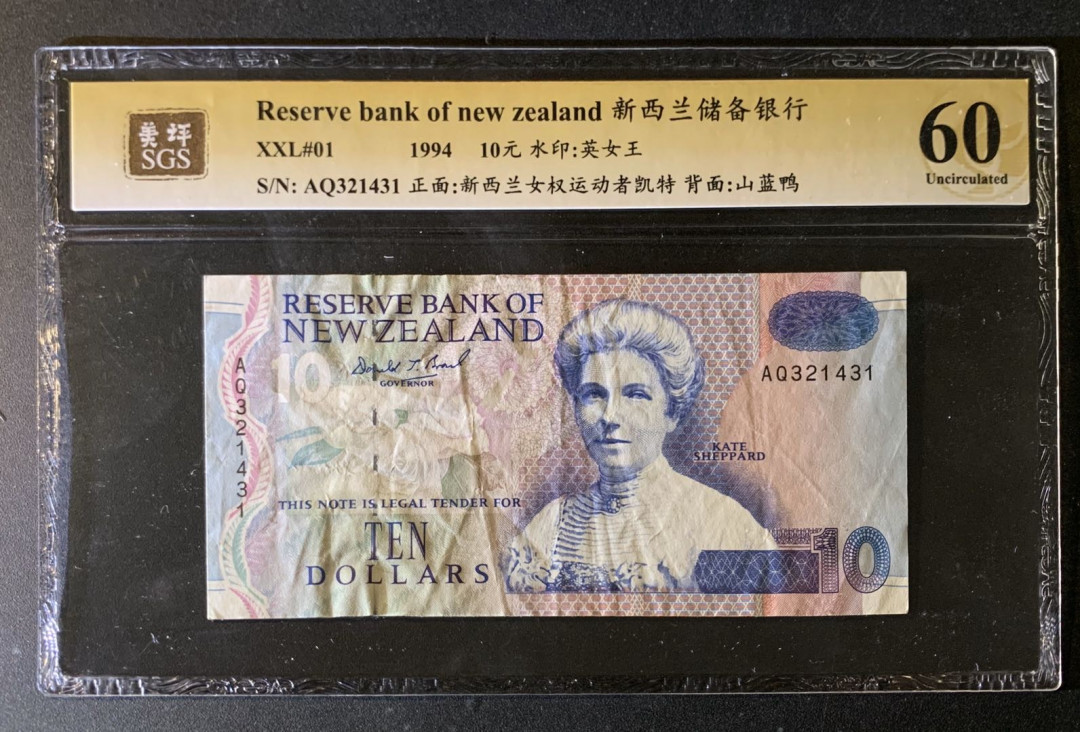 美评
SGS
Reserve bank of new zealand 新西兰储备银行
XXL#01 1994 10元 水印:英女王
S/N: AQ321431 正面:新西兰女权运动者凯特 背面:山蓝鸭
60
Uncirculated
RESERVE BANK OF
NEW ZEALAND
10
Donald T. Brash
GOVERNOR
AQ321431
AQ321431
KATE
SHEPPARD
THIS NOTE IS LEGAL TENDER FOR
TEN
DOLLARS
10